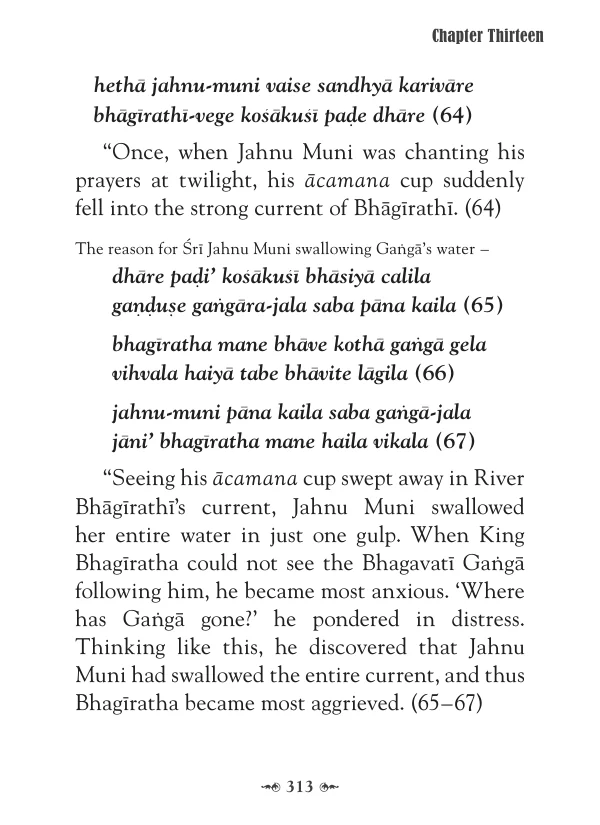 Chapter Thirteen
hethā jahnu-muni vaise sandhyā karivāre
bhāgīrathī-vege kośākuśī paḍe dhāre (64)
“Once, when Jahnu Muni was chanting his
prayers at twilight, his ācamana cup suddenly
fell into the strong current of Bhāgīrathī. (64)
The reason for Śrī Jahnu Muni swallowing Gaṅgā’s water –
dhāre paḍi’ kośākuśī bhāsiyā calila
gaṇḍuṣe gaṅgāra-jala saba pāna kaila (65)
bhagīratha mane bhāve kothā gaṅgā gela
vihvala haiyā tabe bhāvite lāgila (66)
jahnu-muni pāna kaila saba gaṅgā-jala
jāni’ bhagīratha mane haila vikala (67)
“Seeing his ācamana cup swept away in River
Bhāgīrathī’s current, Jahnu Muni swallowed
her entire water in just one gulp. When King
Bhagīratha could not see the Bhagavatī Gaṅgā
following him, he became most anxious. ‘Where
has Gaṅgā gone?’ he pondered in distress.
Thinking like this, he discovered that Jahnu
Muni had swallowed the entire current, and thus
Bhagīratha became most aggrieved. (65–67)
313